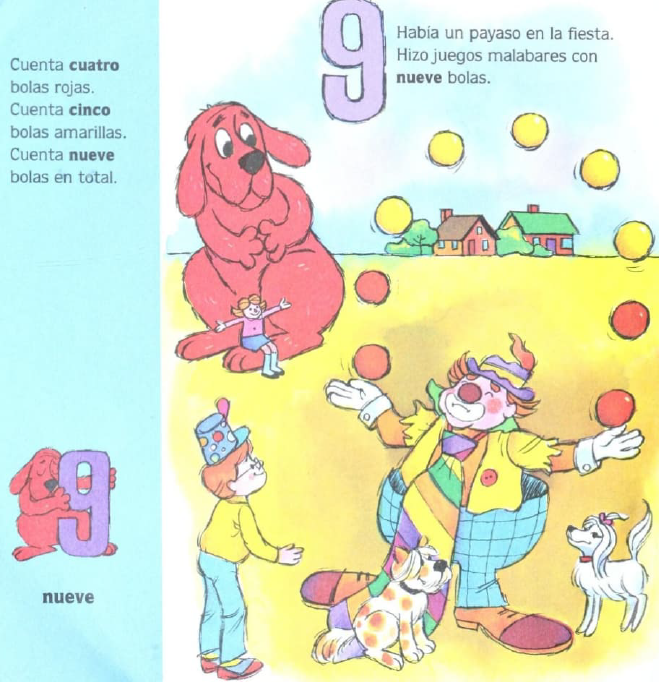 Cuenta cuatro
bolas rojas.
Cuenta cinco
bolas amarillas.
Cuenta nueve
bolas en total.
9
nueve
9
Había un payaso en la fiesta.
Hizo juegos malabares con
nueve bolas.